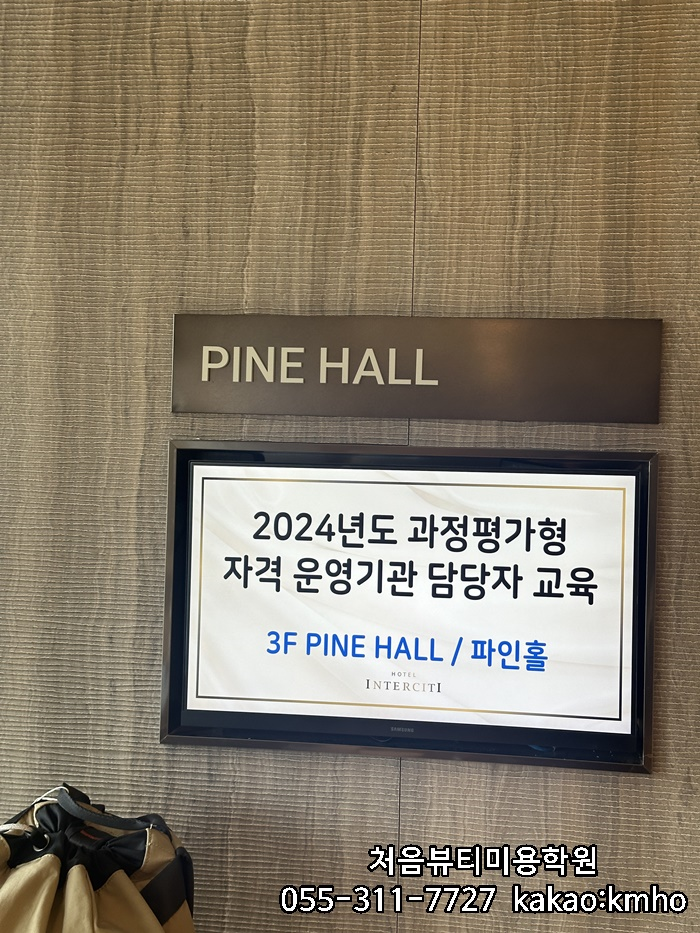 PINE HALL
2024년도 과정평가형
자격 운영기관 담당자 교육
3F PINE HALL / 파인홀
HOTEL
INTERCITI
SAMSUNG
처음뷰티미용학원
055-311-7727 kakao:kmho